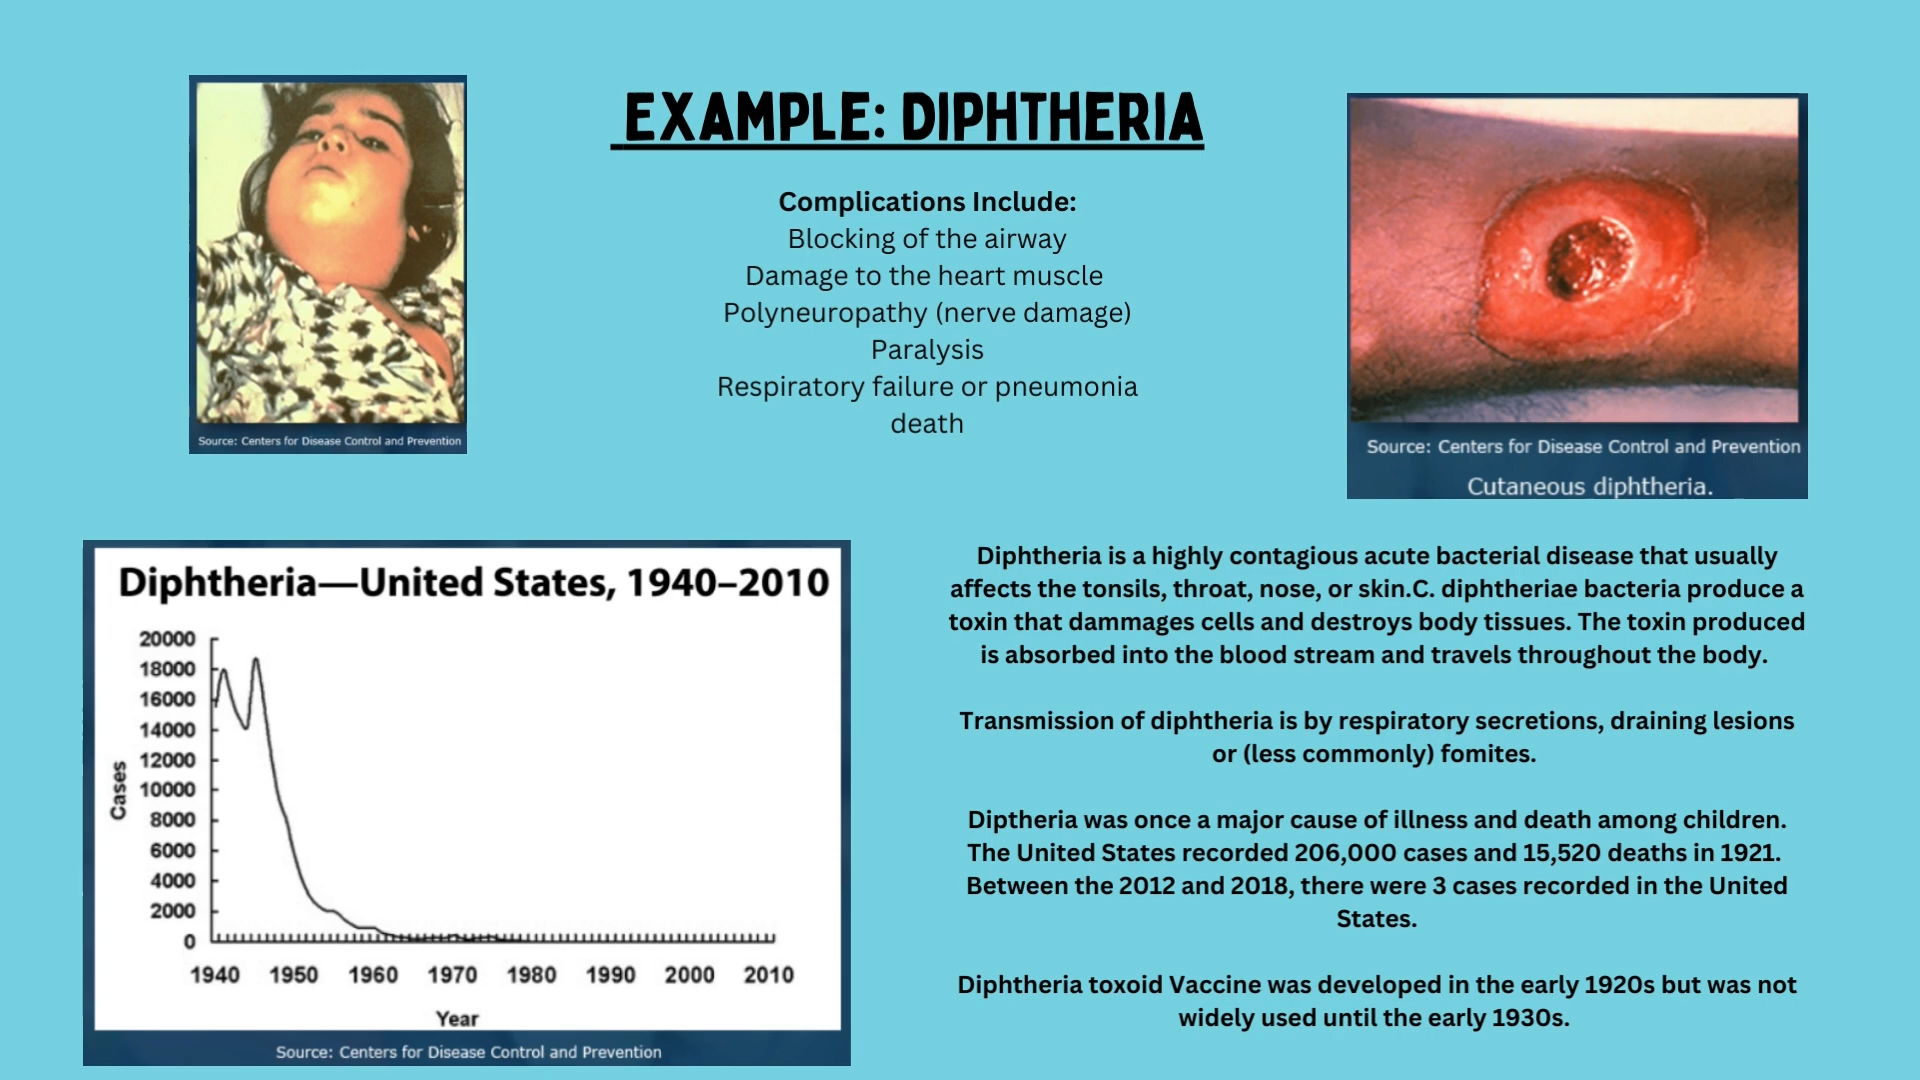 EXAMPLE: DIPHTHERIA
Complications Include:
Blocking of the airway
Damage to the heart muscle
Polyneuropathy (nerve damage)
Paralysis
Respiratory failure or pneumonia
death
Source: Centers for Disease Control and Prevention
Source: Centers for Disease Control and Prevention
Cutaneous diphtheria.
Diphtheria—United States, 1940–2010
20000
18000
16000
14000
12000
10000
8000
6000
4000
2000
0
Cases
1940 1950 1960 1970 1980 1990 2000 2010
Year
Source: Centers for Disease Control and Prevention
Diphtheria is a highly contagious acute bacterial disease that usually
affects the tonsils, throat, nose, or skin.C. diphtheriae bacteria produce a
toxin that dammages cells and destroys body tissues. The toxin produced
is absorbed into the blood stream and travels throughout the body.
Transmission of diphtheria is by respiratory secretions, draining lesions
or (less commonly) fomites.
Diptheria was once a major cause of illness and death among children.
The United States recorded 206,000 cases and 15,520 deaths in 1921.
Between the 2012 and 2018, there were 3 cases recorded in the United
States.
Diphtheria toxoid Vaccine was developed in the early 1920s but was not
widely used until the early 1930s.